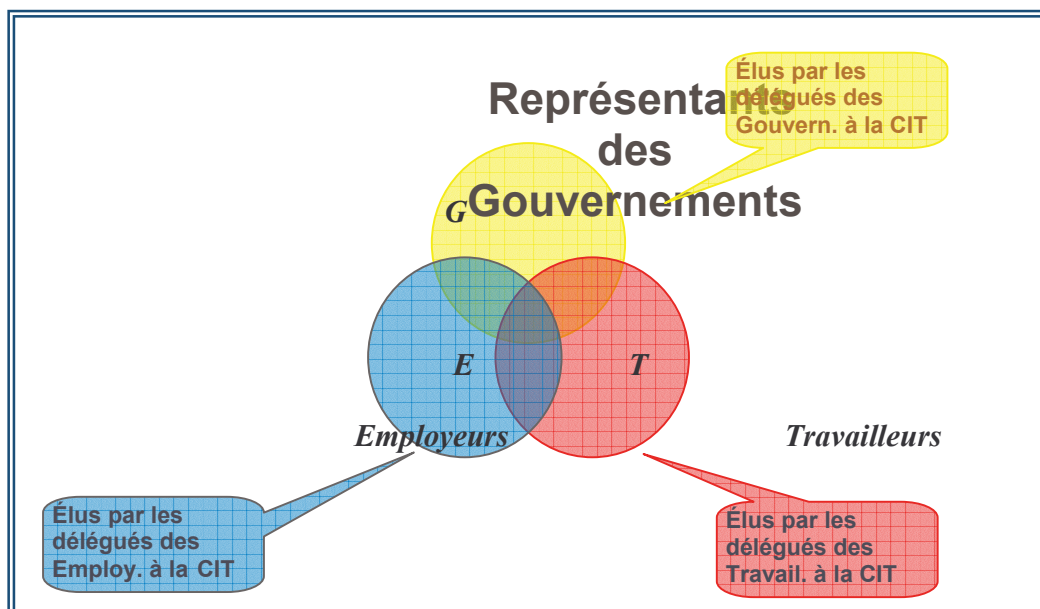 Élus par les
délégués des
Gouvern. à la CIT
Représentants
des
Gouvernements
G
E
T
Employeurs
Travailleurs
Élus par les
délégués des
Employ. à la CIT
Élus par les
délégués des
Travail. à la CIT